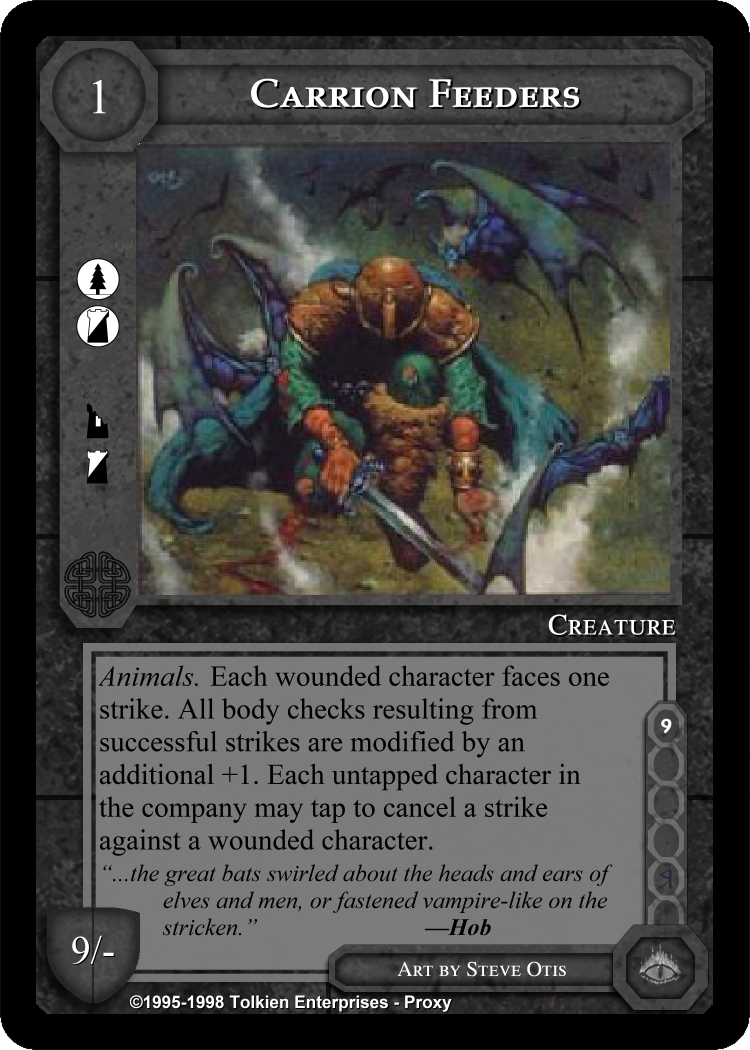 1
CARRION FEEDERS
CREATURE
Animals. Each wounded character faces one
strike. All body checks resulting from
successful strikes are modified by an
additional +1. Each untapped character in
the company may tap to cancel a strike
against a wounded character.
“...the great bats swirled about the heads and ears of
elves and men, or fastened vampire-like on the
stricken.” —Hob
9
9/-
ART BY STEVE OTIS
©1995-1998 Tolkien Enterprises - Proxy